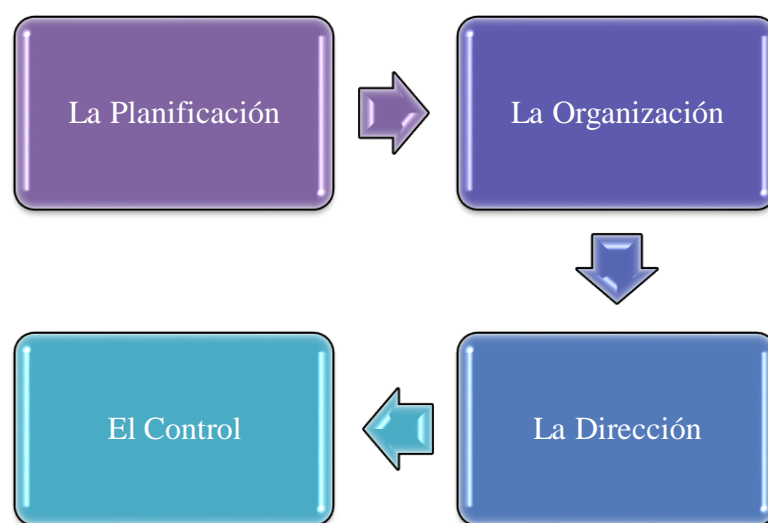 La Planificación
La Organización
La Dirección
El Control